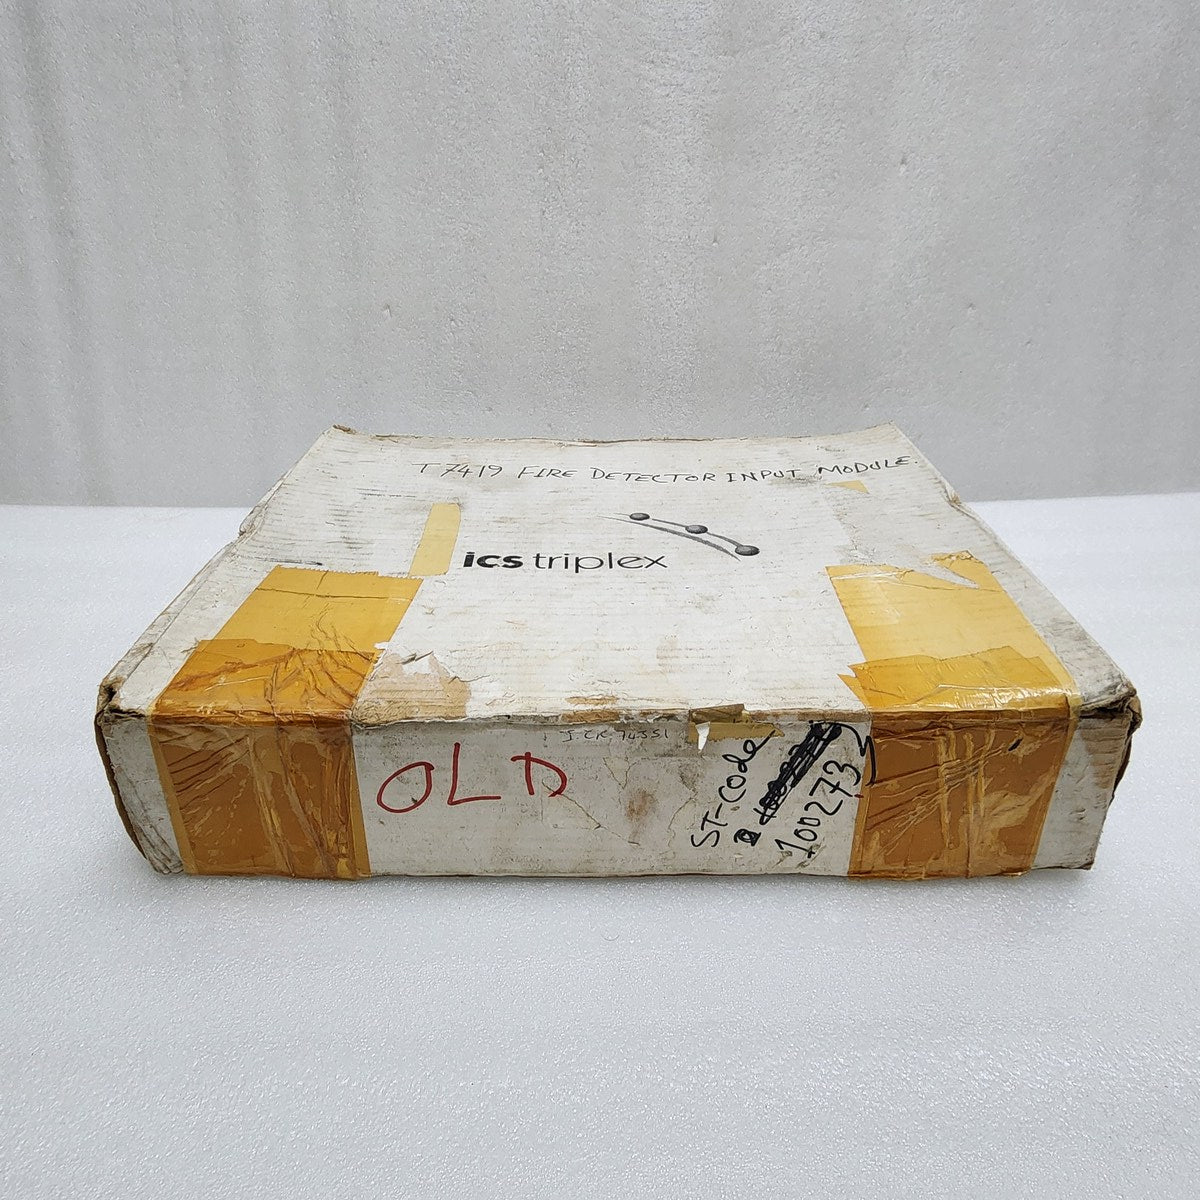 T7419 FIRE DETECTOR INPUT MODULE.
ics triplex
OLD
ST-Code
100273